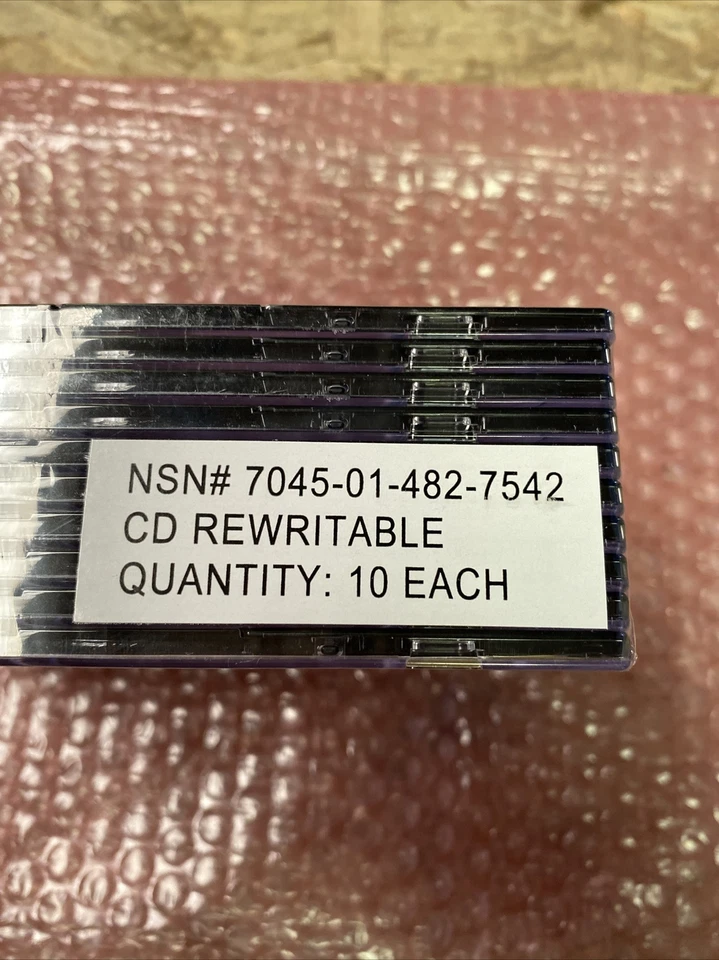 NSN# 7045-01-482-7542
CD REWRITABLE
QUANTITY: 10 EACH